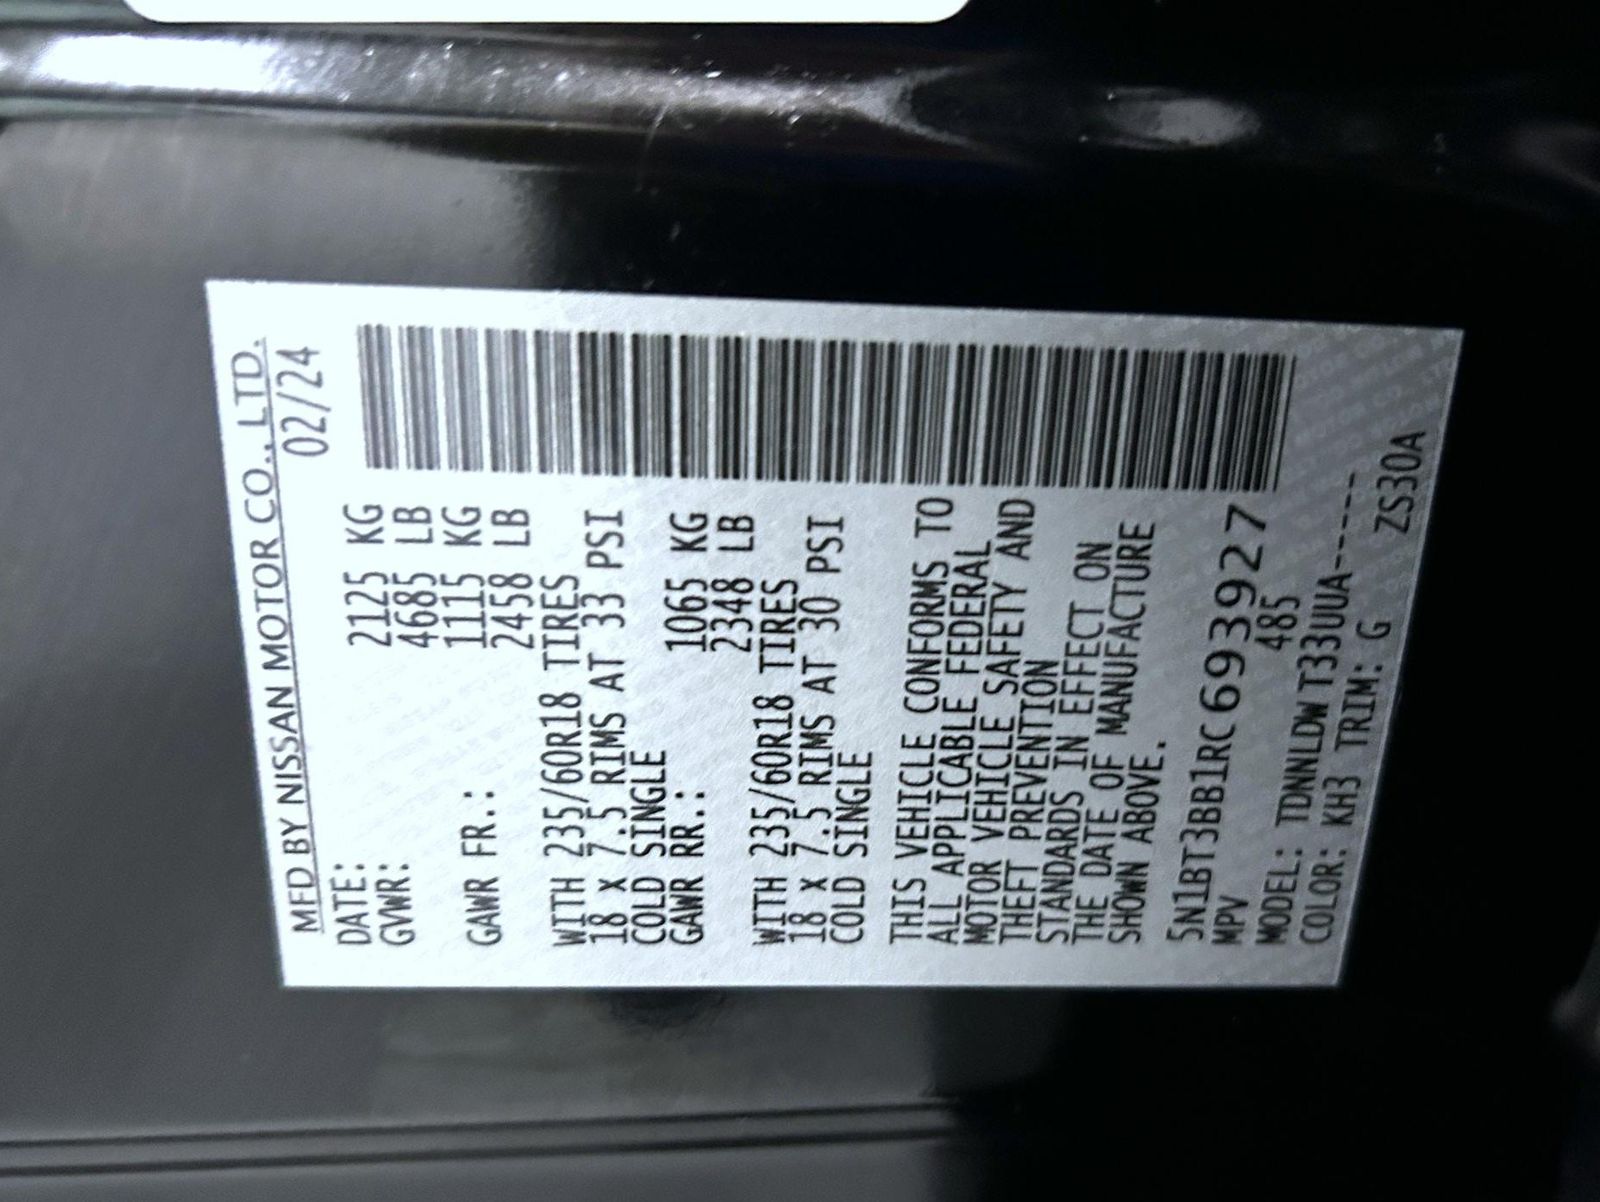 MFD BY NISSAN MOTOR CO., LTD.
DATE: 02/24
GVWR: 2125 KG
4685 LB
GAWR FR.: 1115 KG
2458 LB
WITH 235/60R18 TIRES
18 X 7.5 RIMS AT 33 PSI
COLD SINGLE
GAWR RR.: 1065 KG
2348 LB
WITH 235/60R18 TIRES
18 X 7.5 RIMS AT 30 PSI
COLD SINGLE
THIS VEHICLE CONFORMS TO
ALL APPLICABLE FEDERAL
MOTOR VEHICLE SAFETY AND
THEFT PREVENTION
STANDARDS IN EFFECT ON
THE DATE OF MANUFACTURE
SHOWN ABOVE.
5N1BT3BB1RC693927
MPV 485
MODEL: TDNNLDWT33UUA-----
COLOR: KH3 TRIM: G ZS30A